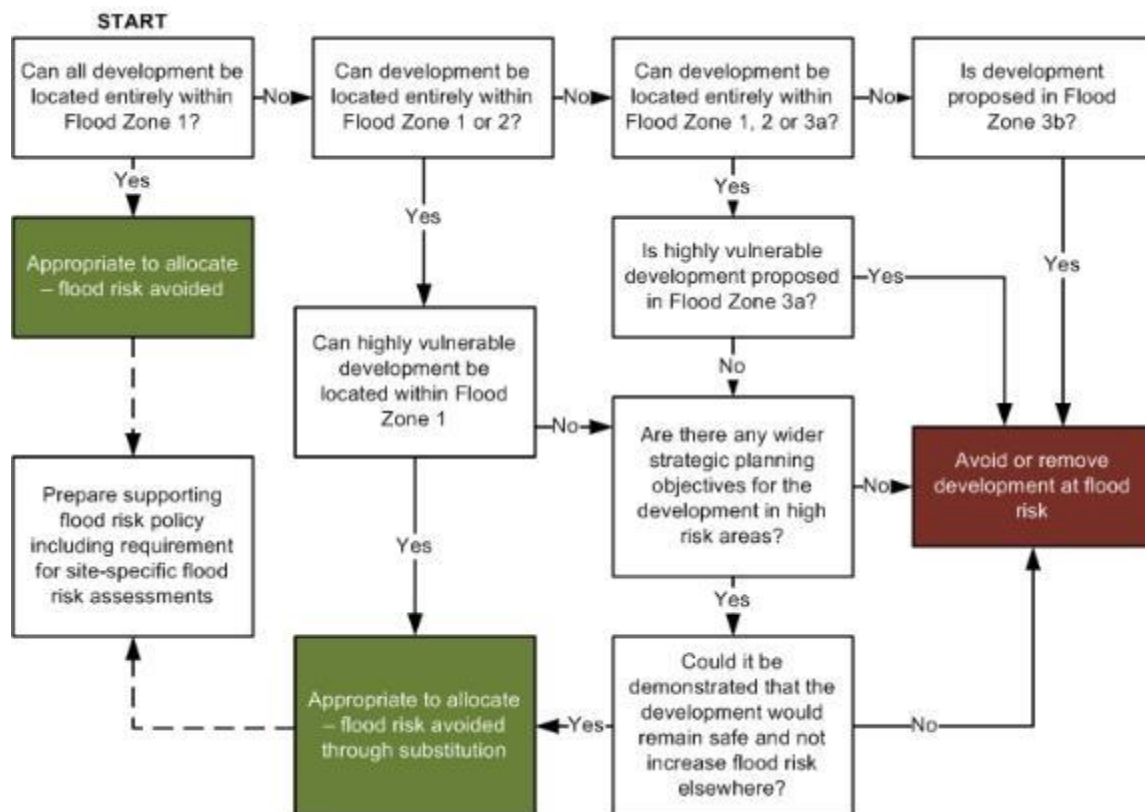 START
Can all development be
located entirely within
Flood Zone 1?
No
Can development be
located entirely within
Flood Zone 1 or 2?
No
Can development be
located entirely within
Flood Zone 1, 2 or 3a?
No
Is development
proposed in Flood
Zone 3b?
Yes
Yes
Yes
Yes
Appropriate to allocate
– flood risk avoided
Is highly vulnerable
development proposed
in Flood Zone 3a?
Yes
No
Can highly vulnerable
development be
located within Flood
Zone 1
No
Yes
Are there any wider
strategic planning
objectives for the
development in high
risk areas?
No
Yes
Avoid or remove
development at flood
risk
Prepare supporting
flood risk policy
including requirement
for site-specific flood
risk assessments
Appropriate to allocate
– flood risk avoided
through substitution
Yes
Could it be
demonstrated that the
development would
remain safe and not
increase flood risk
elsewhere?
No